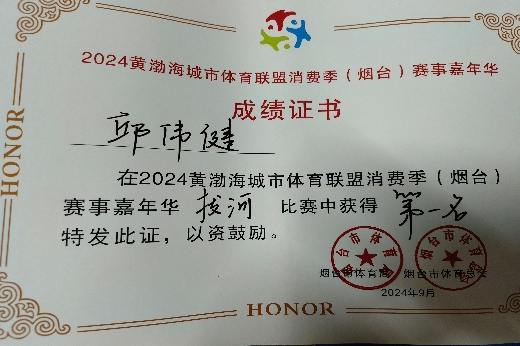 2024黄渤海城市体育联盟消费季（烟台）赛事嘉年华
成绩证书
邱伟健
在2024黄渤海城市体育联盟消费季（烟台）
赛事嘉年华 拔河 比赛中获得 第一名
特发此证，以资鼓励。
烟台市体育局 烟台市体育总会
2024年9月
HONOR
HONOR
HONOR